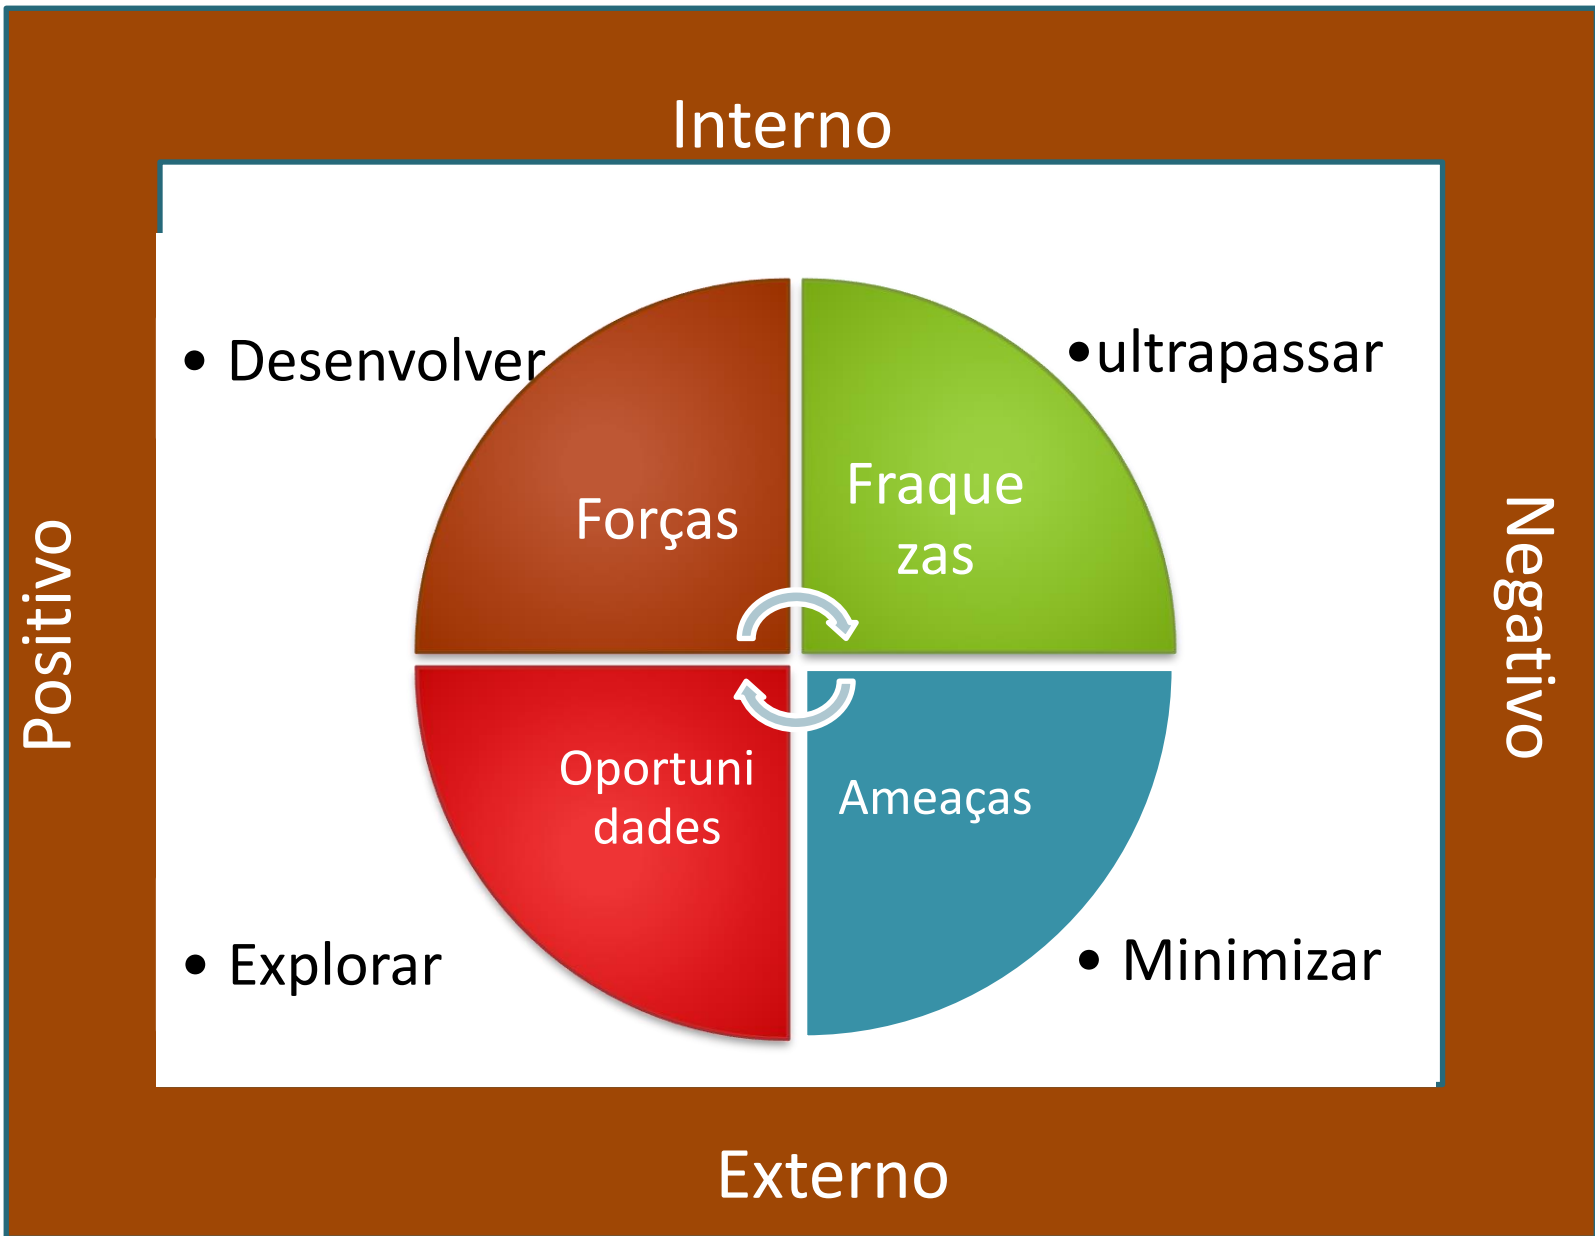 Interno
• Desenvolver
•ultrapassar
Forças
Fraque
zas
Positivo
Negativo
Oportuni
dades
Ameaças
• Explorar
• Minimizar
Externo